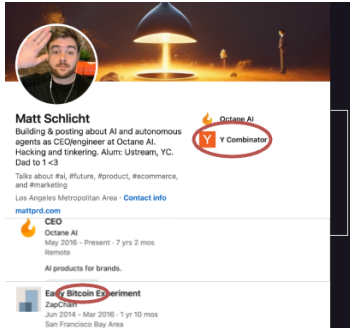 Matt Schlicht
Building & posting about AI and autonomous
agents as CEO/engineer at Octane AI.
Hacking and tinkering. Alum: Ustream, YC.
Dad to 1 <3
Octane AI
Y Combinator
Talks about #ai, #future, #product, #ecommerce,
and #marketing
Los Angeles Metropolitan Area · Contact info
mattprd.com
CEO
Octane AI
May 2016 - Present · 7 yrs 2 mos
Remote
AI products for brands.
Early Bitcoin Experiment
ZapChain
Jun 2014 - Mar 2016 · 1 yr 10 mos
San Francisco Bay Area